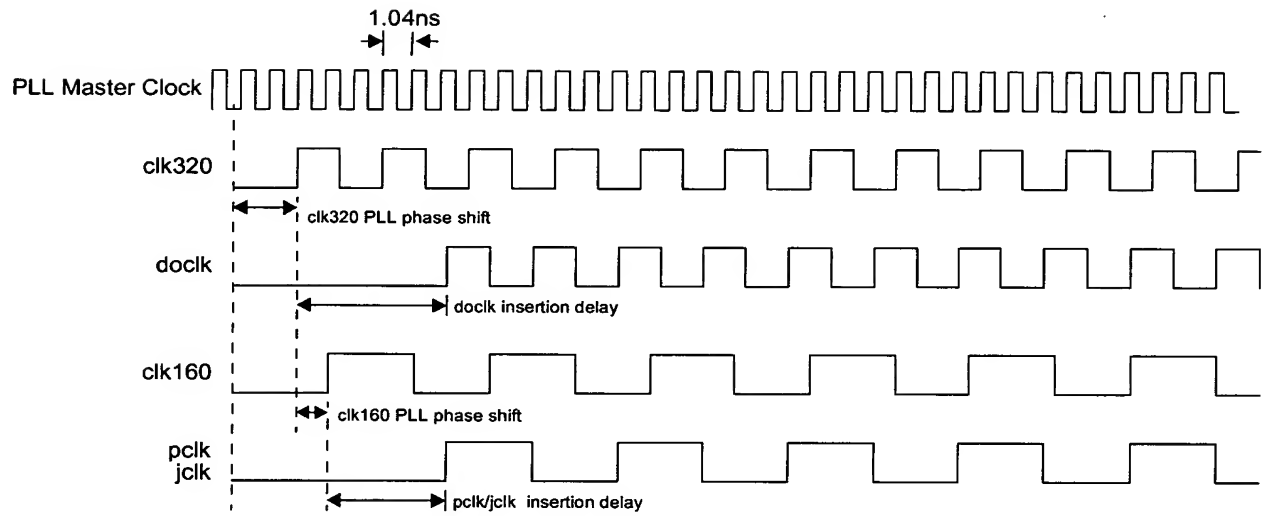 1.04ns
PLL Master Clock
clk320
clk320 PLL phase shift
doclk
doclk insertion delay
clk160
clk160 PLL phase shift
pclk
jclk
pclk/jclk insertion delay